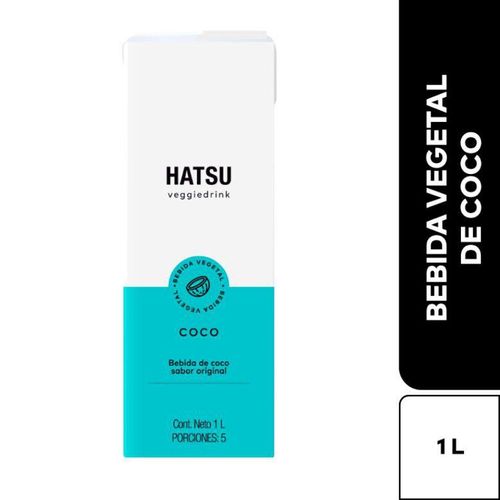 HATSU
veggiedrink
•BEBIDA VEGETAL•
BEBIDA VEGETAL
COCO
Bebida de coco
sabor original
Cont. Neto 1 L
PORCIONES: 5
BEBIDA VEGETAL
DE COCO
1 L